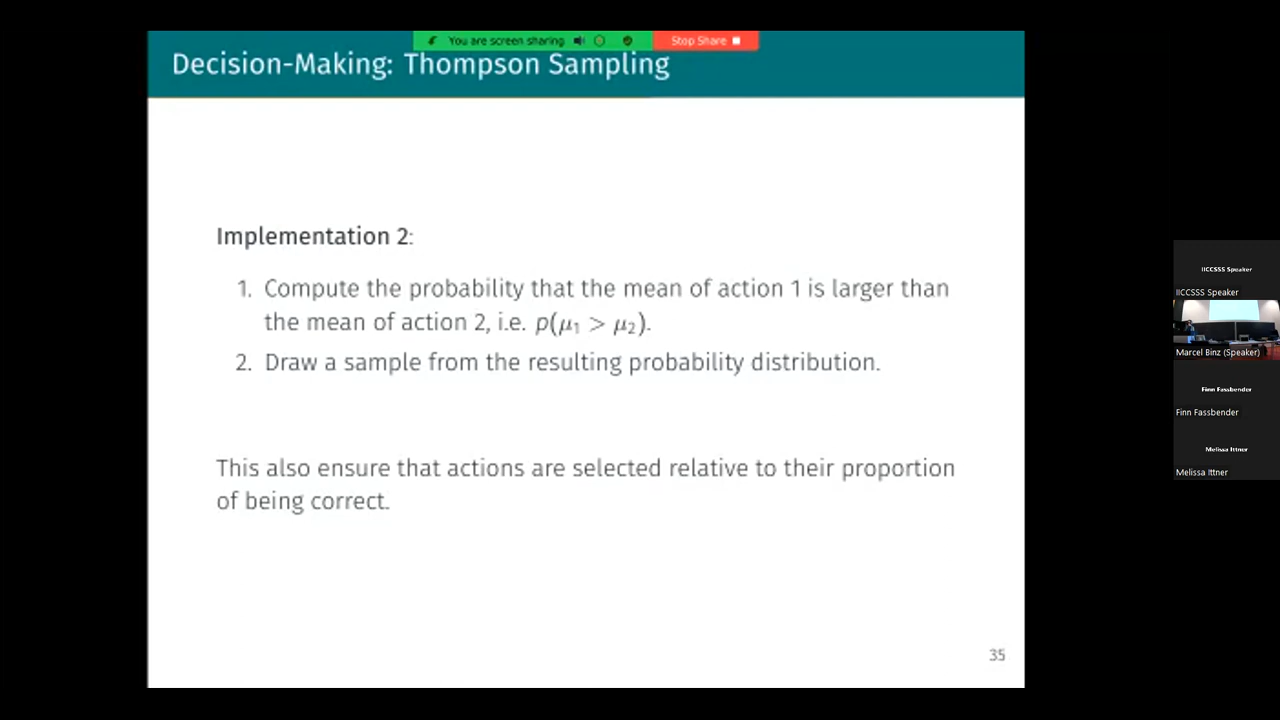 You are screen sharing
Stop Share
Decision-Making: Thompson Sampling
Implementation 2:
1. Compute the probability that the mean of action 1 is larger than
the mean of action 2, i.e. p(μ₁ > μ₂).
2. Draw a sample from the resulting probability distribution.
This also ensure that actions are selected relative to their proportion
of being correct.
35
IICCSSS Speaker
IICCSSS Speaker
Marcel Binz (Speaker)
Finn Fassbender
Finn Fassbender
Melissa Ittner
Melissa Ittner